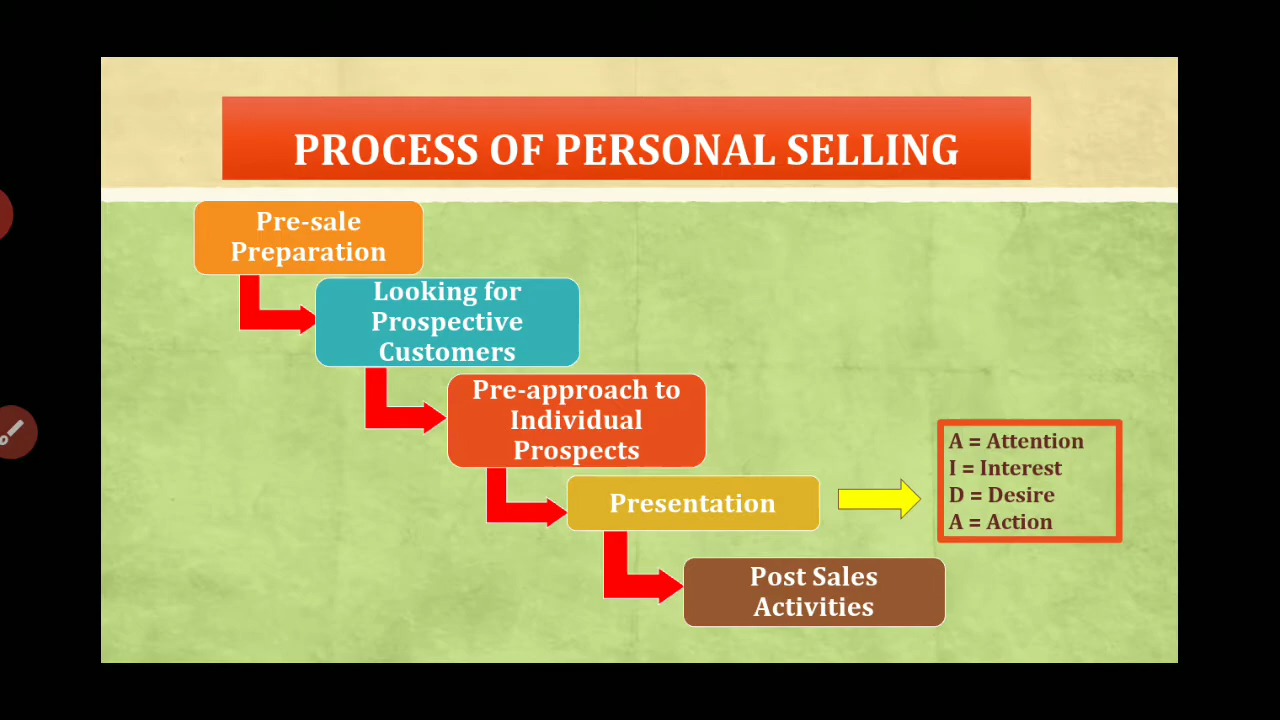 PROCESS OF PERSONAL SELLING
Pre-sale
Preparation
Looking for
Prospective
Customers
Pre-approach to
Individual
Prospects
Presentation
A = Attention
I = Interest
D = Desire
A = Action
Post Sales
Activities